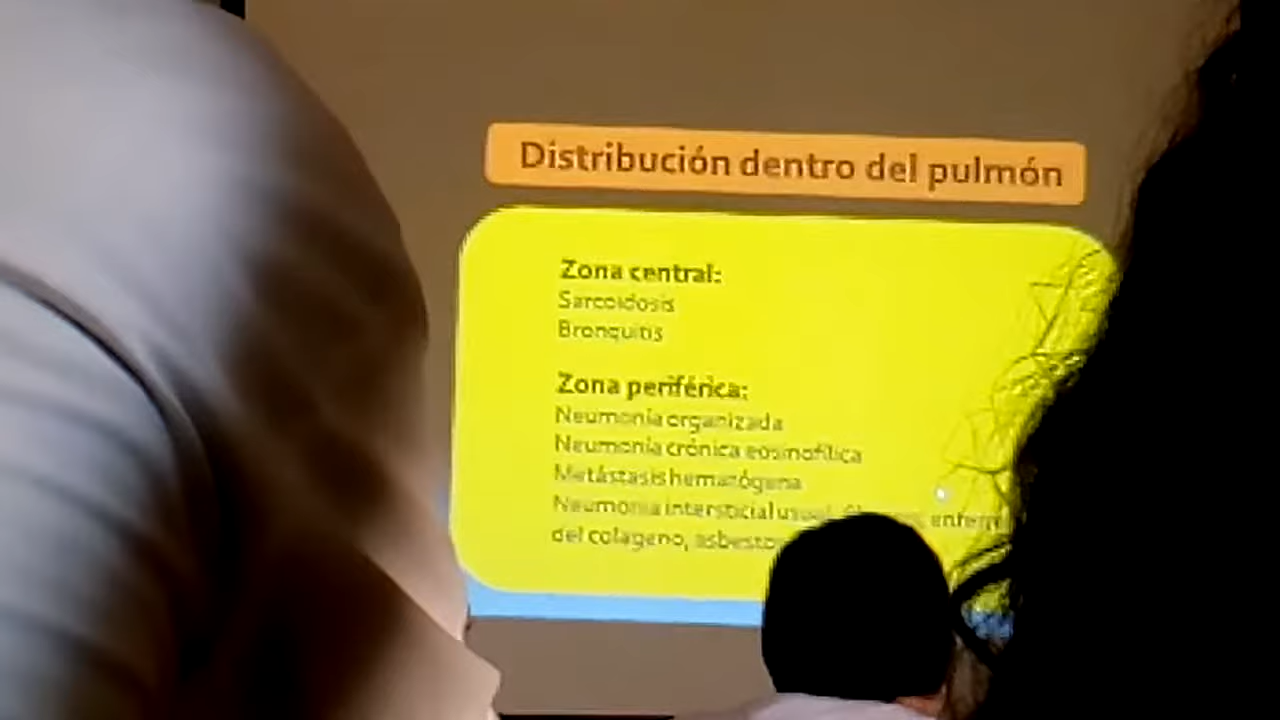 Distribución dentro del pulmón
Zona central:
Sarcoidosis
Bronquitis
Zona periférica:
Neumonía organizada
Neumonía crónica eosinofílica
Metástasis hematógena
Neumonía intersticial
del colágeno,